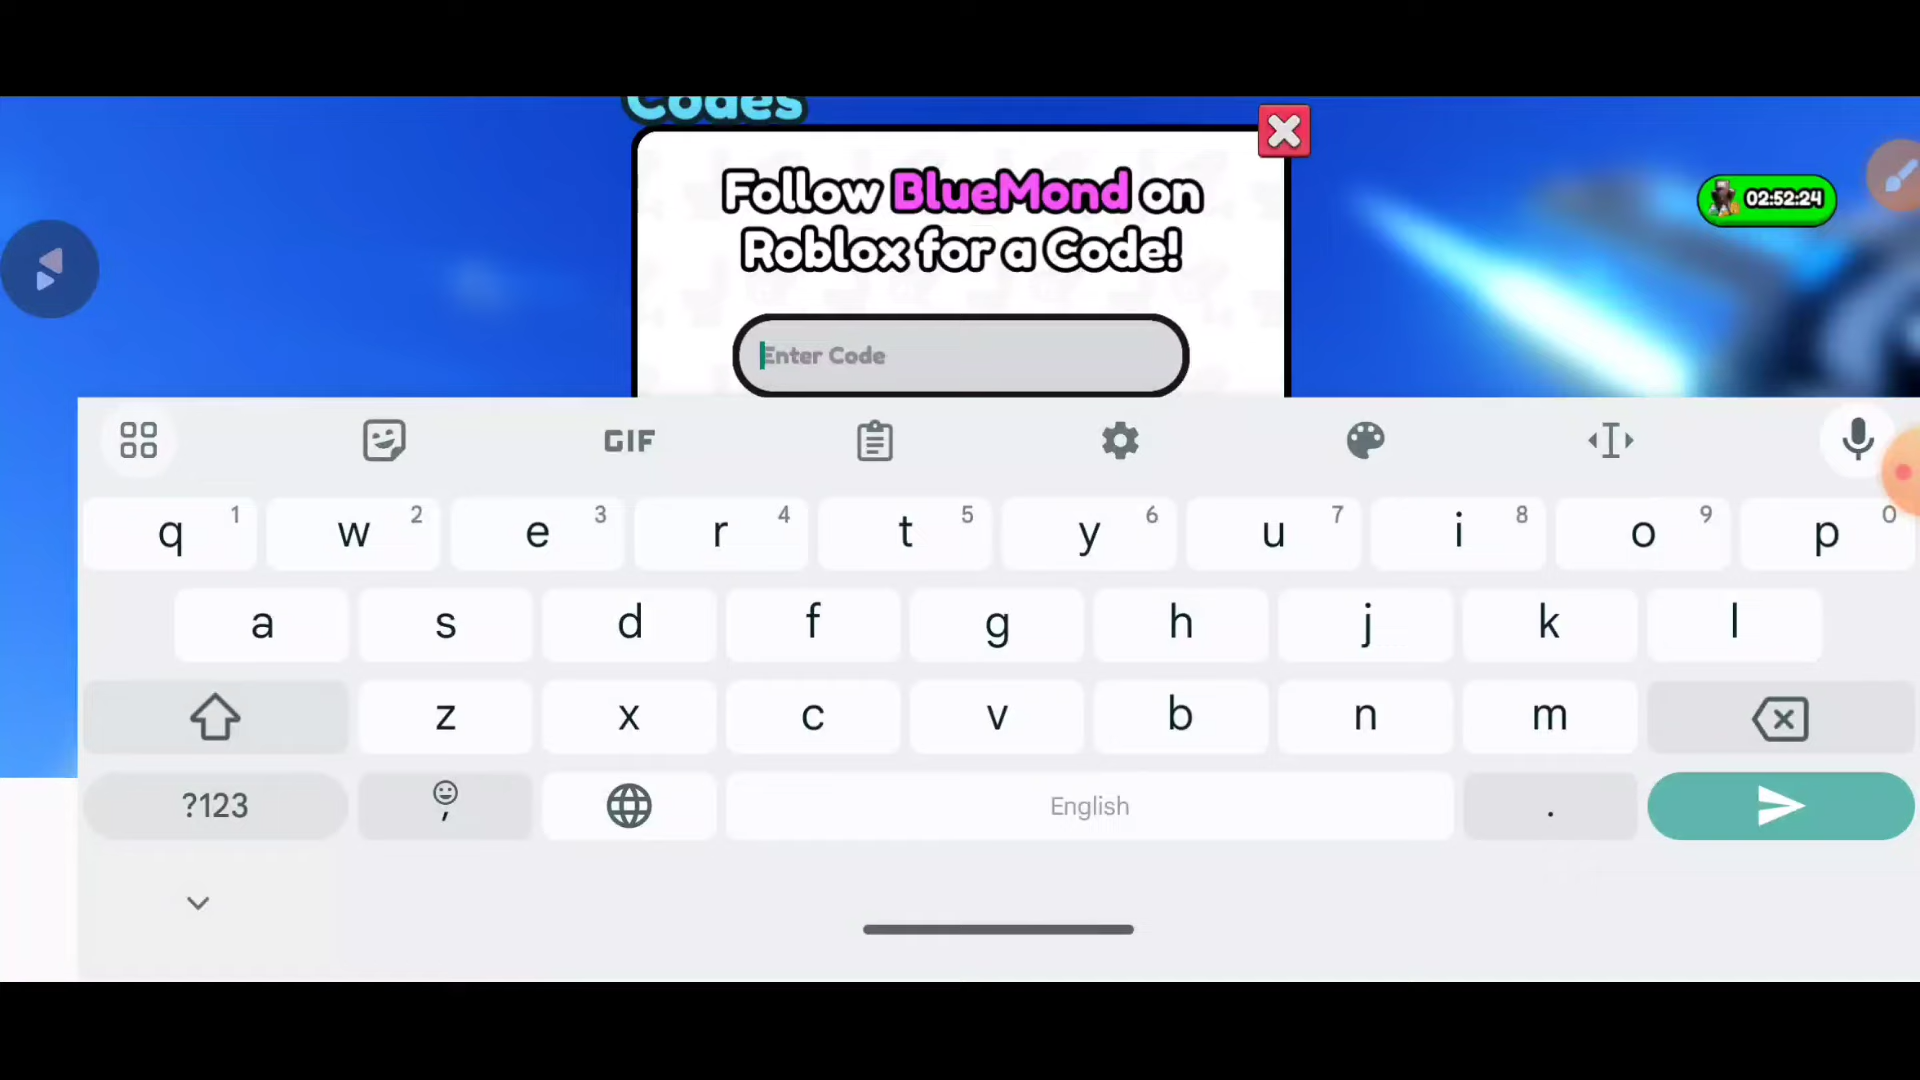 Codes
Follow BlueMond on
Roblox for a Code!
02:52:24
Enter Code
GIF
q 1 w 2 e 3 r 4 t 5 y 6 u 7 i 8 o 9 p 0
a s d f g h j k l
z x c v b n m
?123 , English .